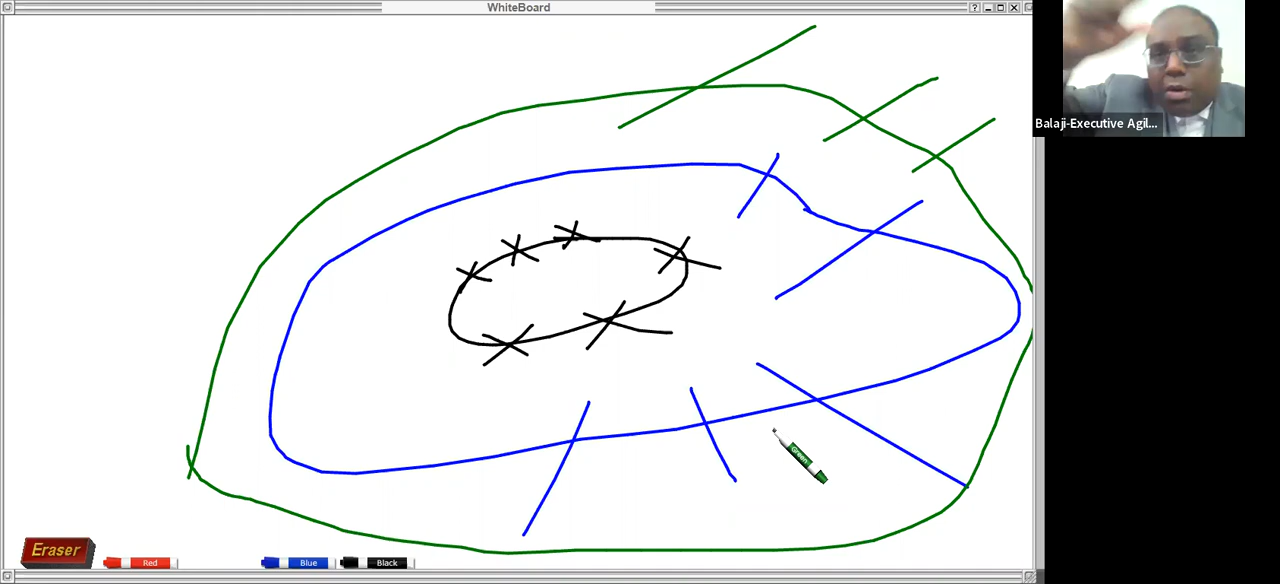 WhiteBoard
Balaji-Executive Agil...
Green
Eraser
Red
Blue
Black